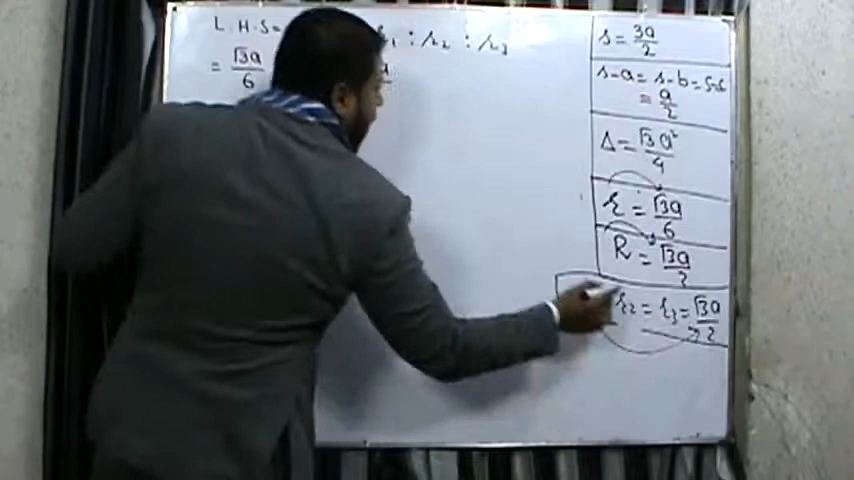 L.H.S = : r₂ : r₃
= √3a/6
s = 3a/2
s-a = s-b = s-c
= a/2
Δ = √3a²/4
r = √3a/6
R = √3a/3
r₂ = r₃ = √3a/2